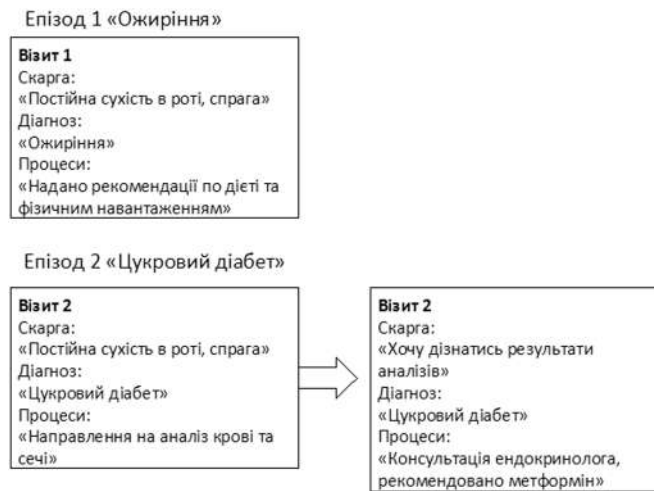 Епізод 1 «Ожиріння»
Візит 1
Скарга:
«Постійна сухість в роті, спрага»
Діагноз:
«Ожиріння»
Процеси:
«Надано рекомендації по дієті та
фізичним навантаженням»
Епізод 2 «Цукровий діабет»
Візит 2
Скарга:
«Постійна сухість в роті, спрага»
Діагноз:
«Цукровий діабет»
Процеси:
«Направлення на аналіз крові та
сечі»
Візит 2
Скарга:
«Хочу дізнатись результати
аналізів»
Діагноз:
«Цукровий діабет»
Процеси:
«Консультація ендокринолога,
рекомендовано метформін»